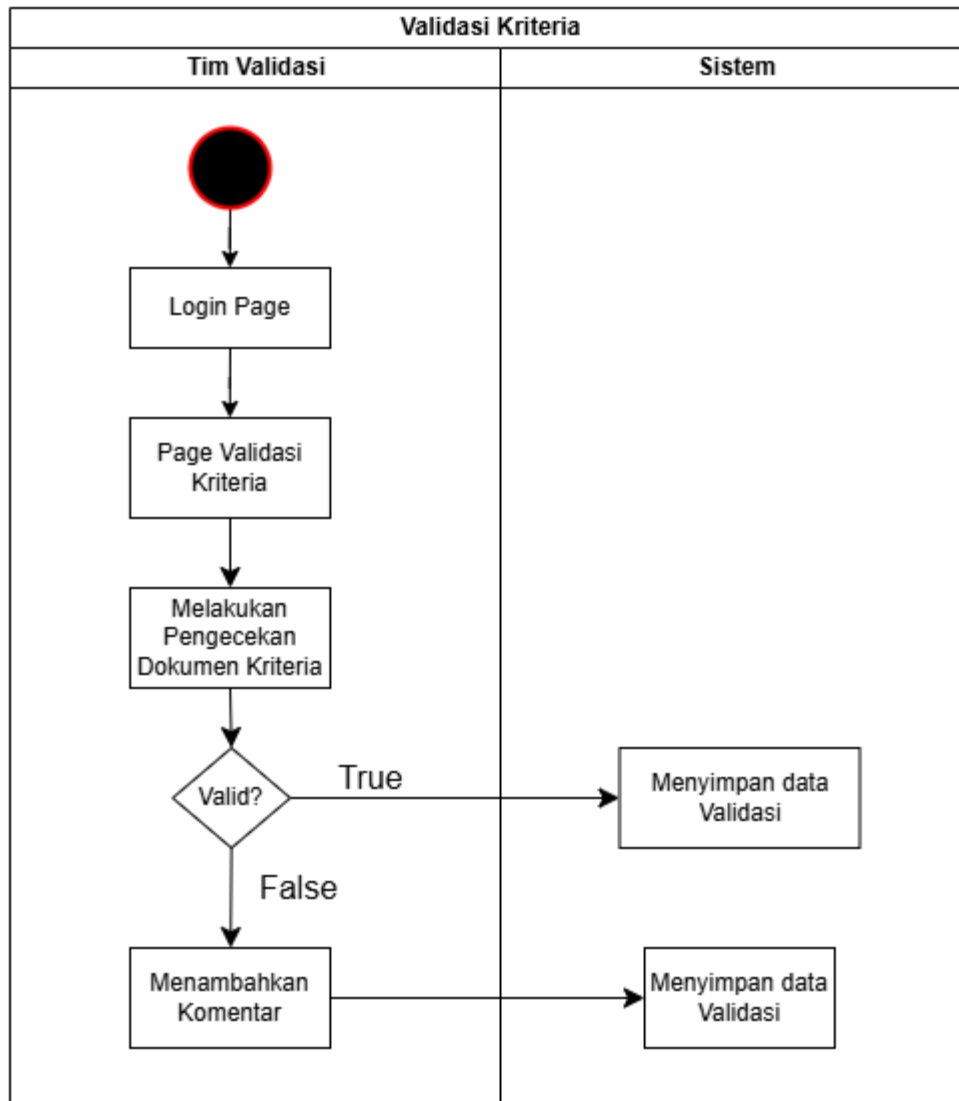 Validasi Kriteria
Tim Validasi
Sistem
Login Page
Page Validasi
Kriteria
Melakukan
Pengecekan
Dokumen Kriteria
Valid?
True
Menyimpan data
Validasi
False
Menambahkan
Komentar
Menyimpan data
Validasi